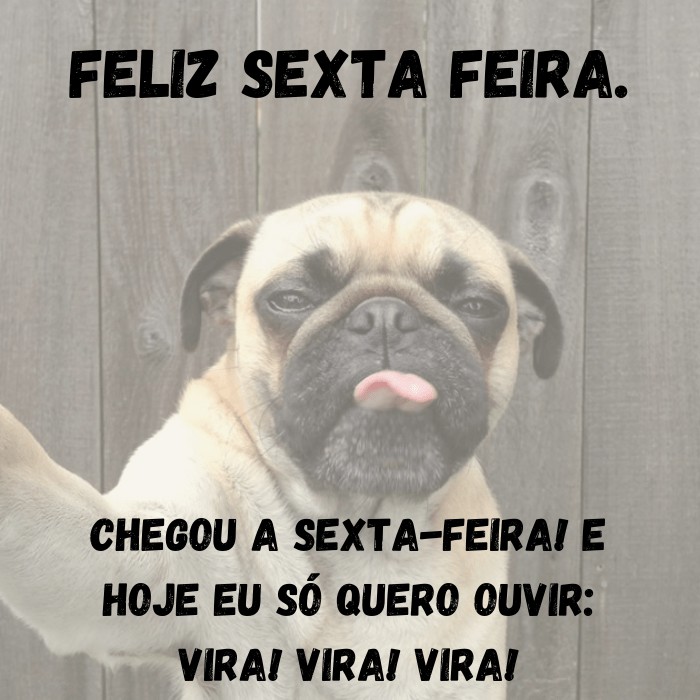 FELIZ SEXTA FEIRA.
CHEGOU A SEXTA-FEIRA! E
HOJE EU SÓ QUERO OUVIR:
VIRA! VIRA! VIRA!